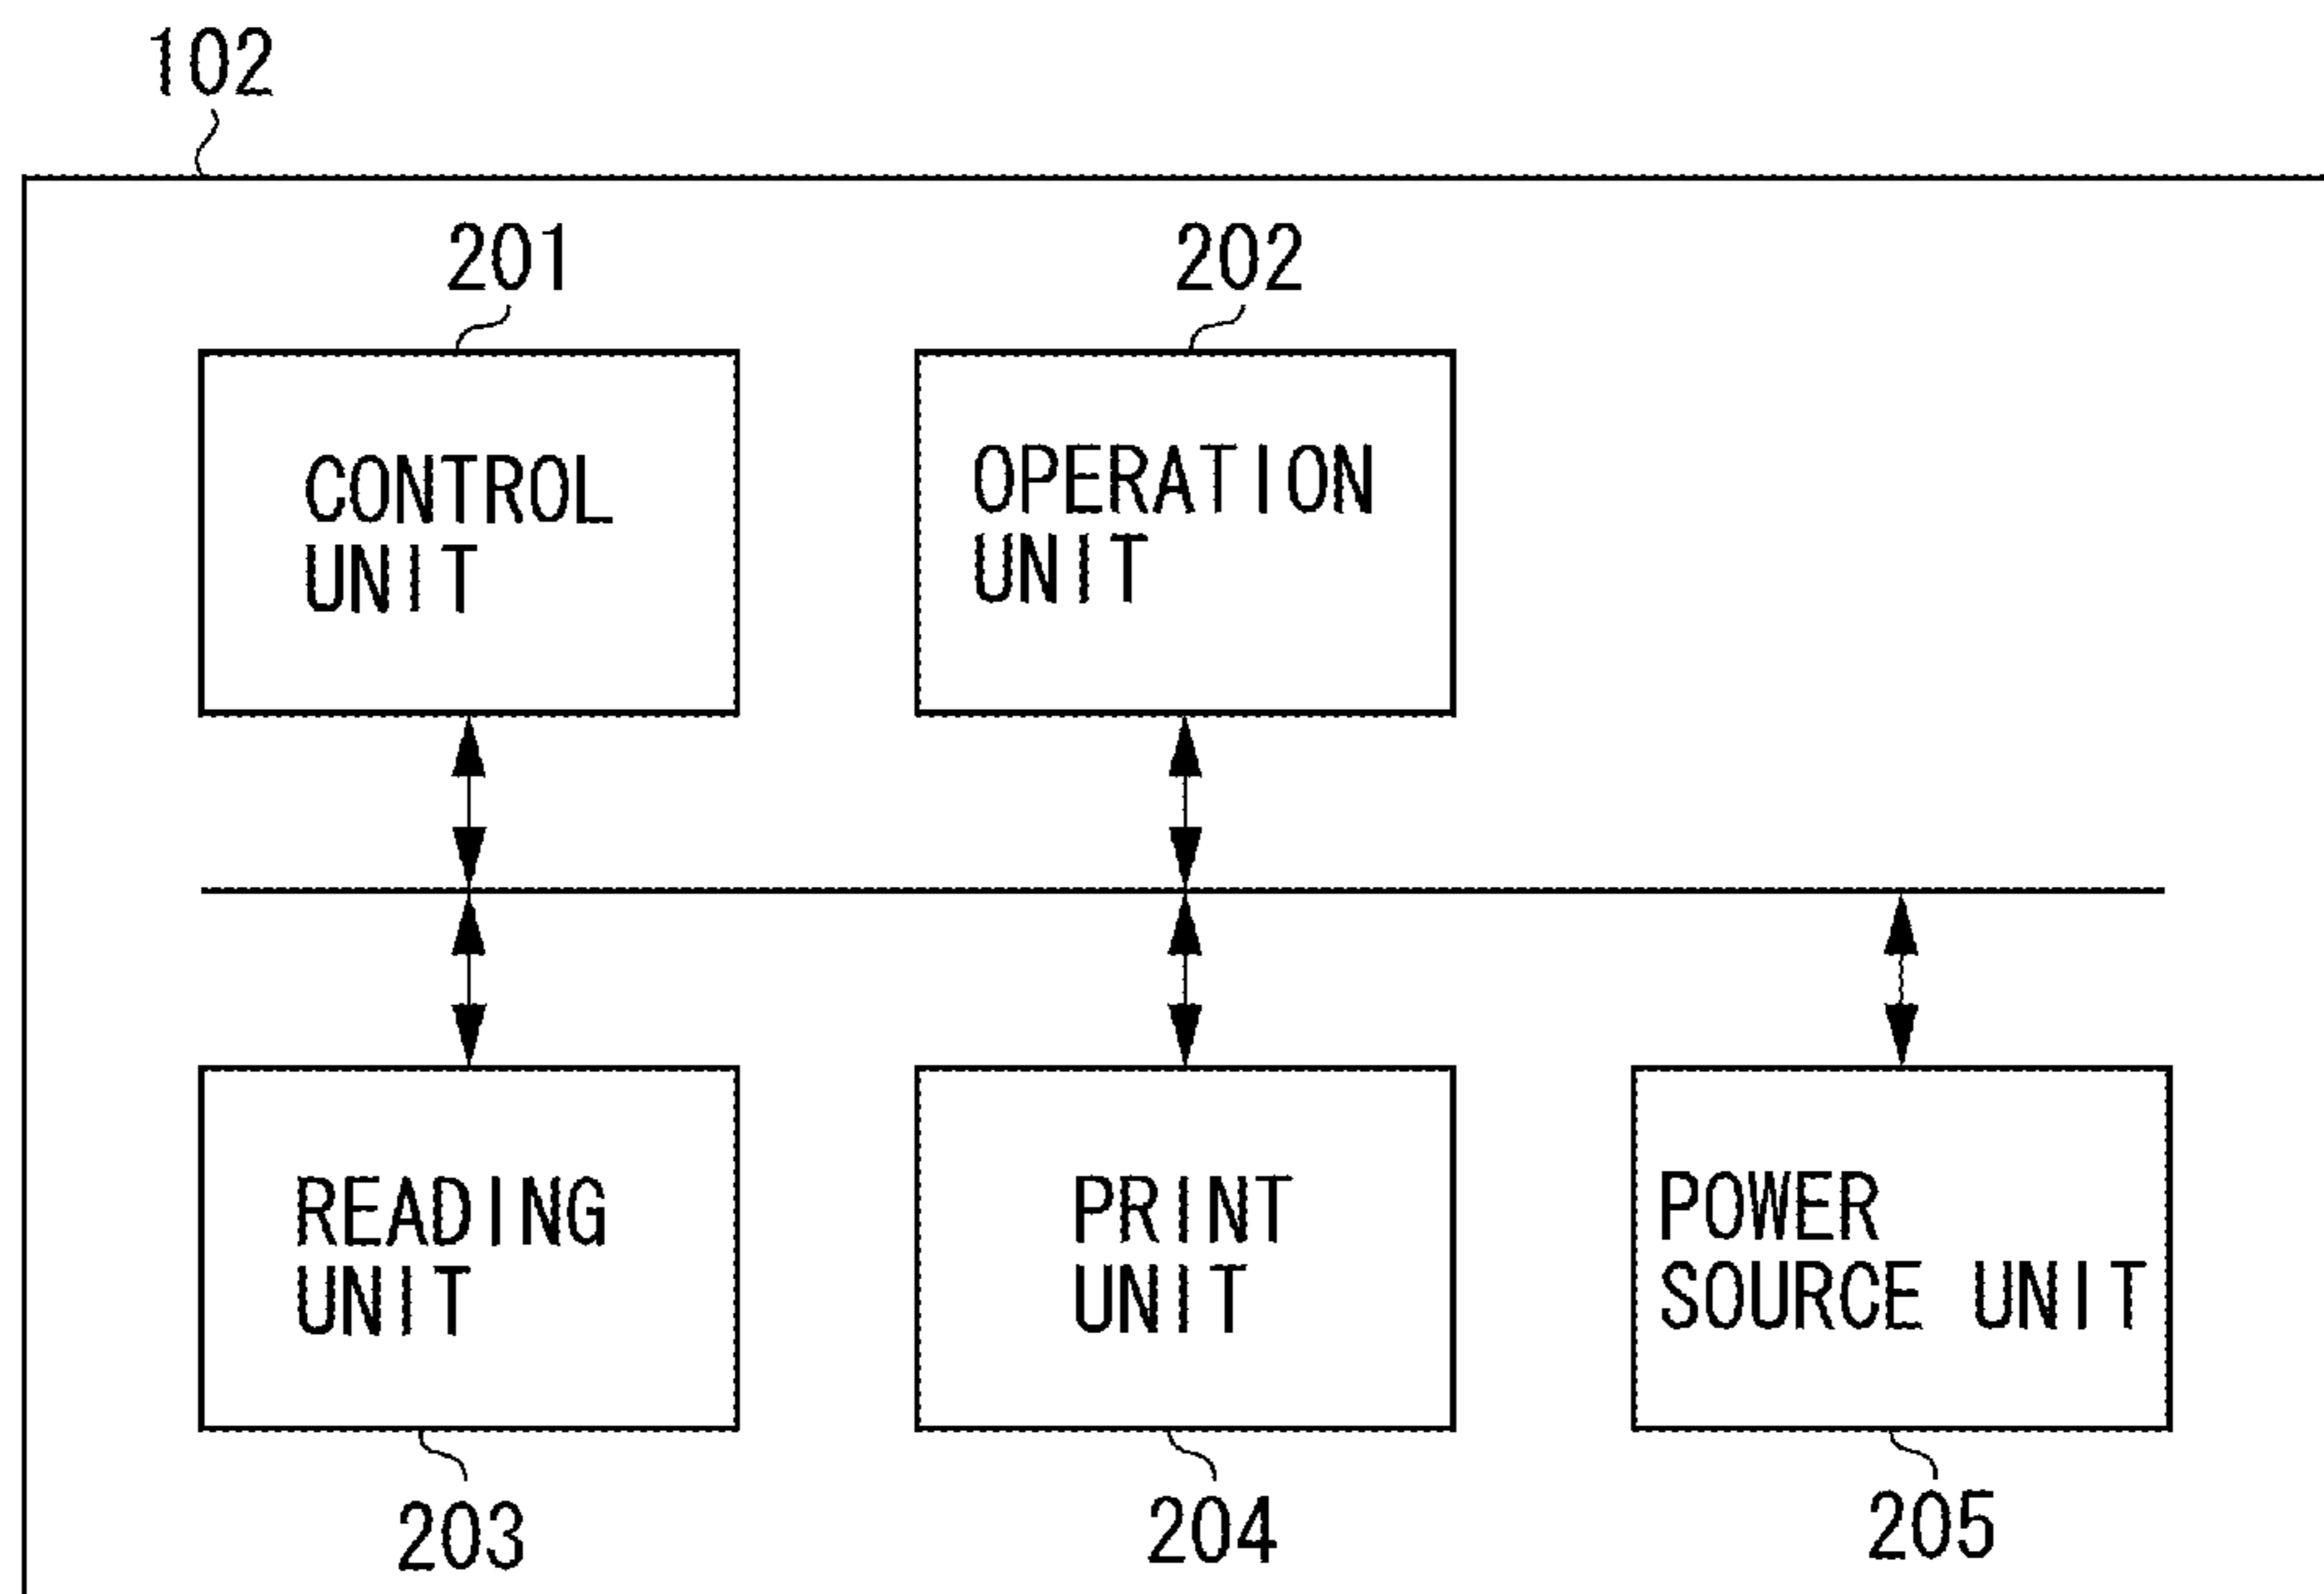 102
201
202
CONTROL
UNIT
OPERATION
UNIT
READING
UNIT
PRINT
UNIT
POWER
SOURCE UNIT
203
204
205